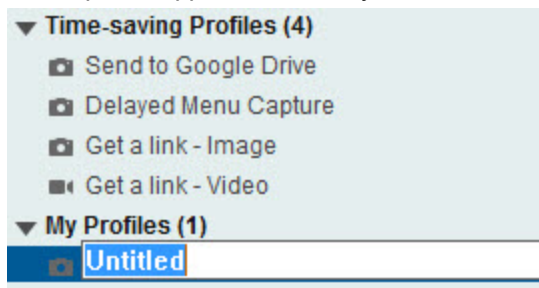 Time-saving Profiles (4)
Send to Google Drive
Delayed Menu Capture
Get a link - Image
Get a link - Video
My Profiles (1)
Untitled